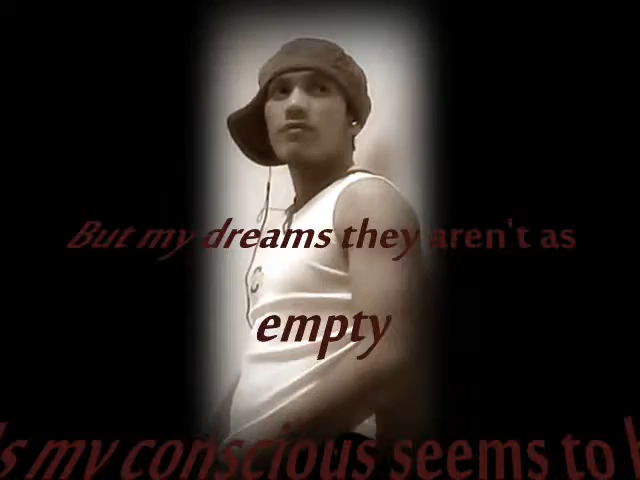 But my dreams they aren't as
empty
s my conscious seems to